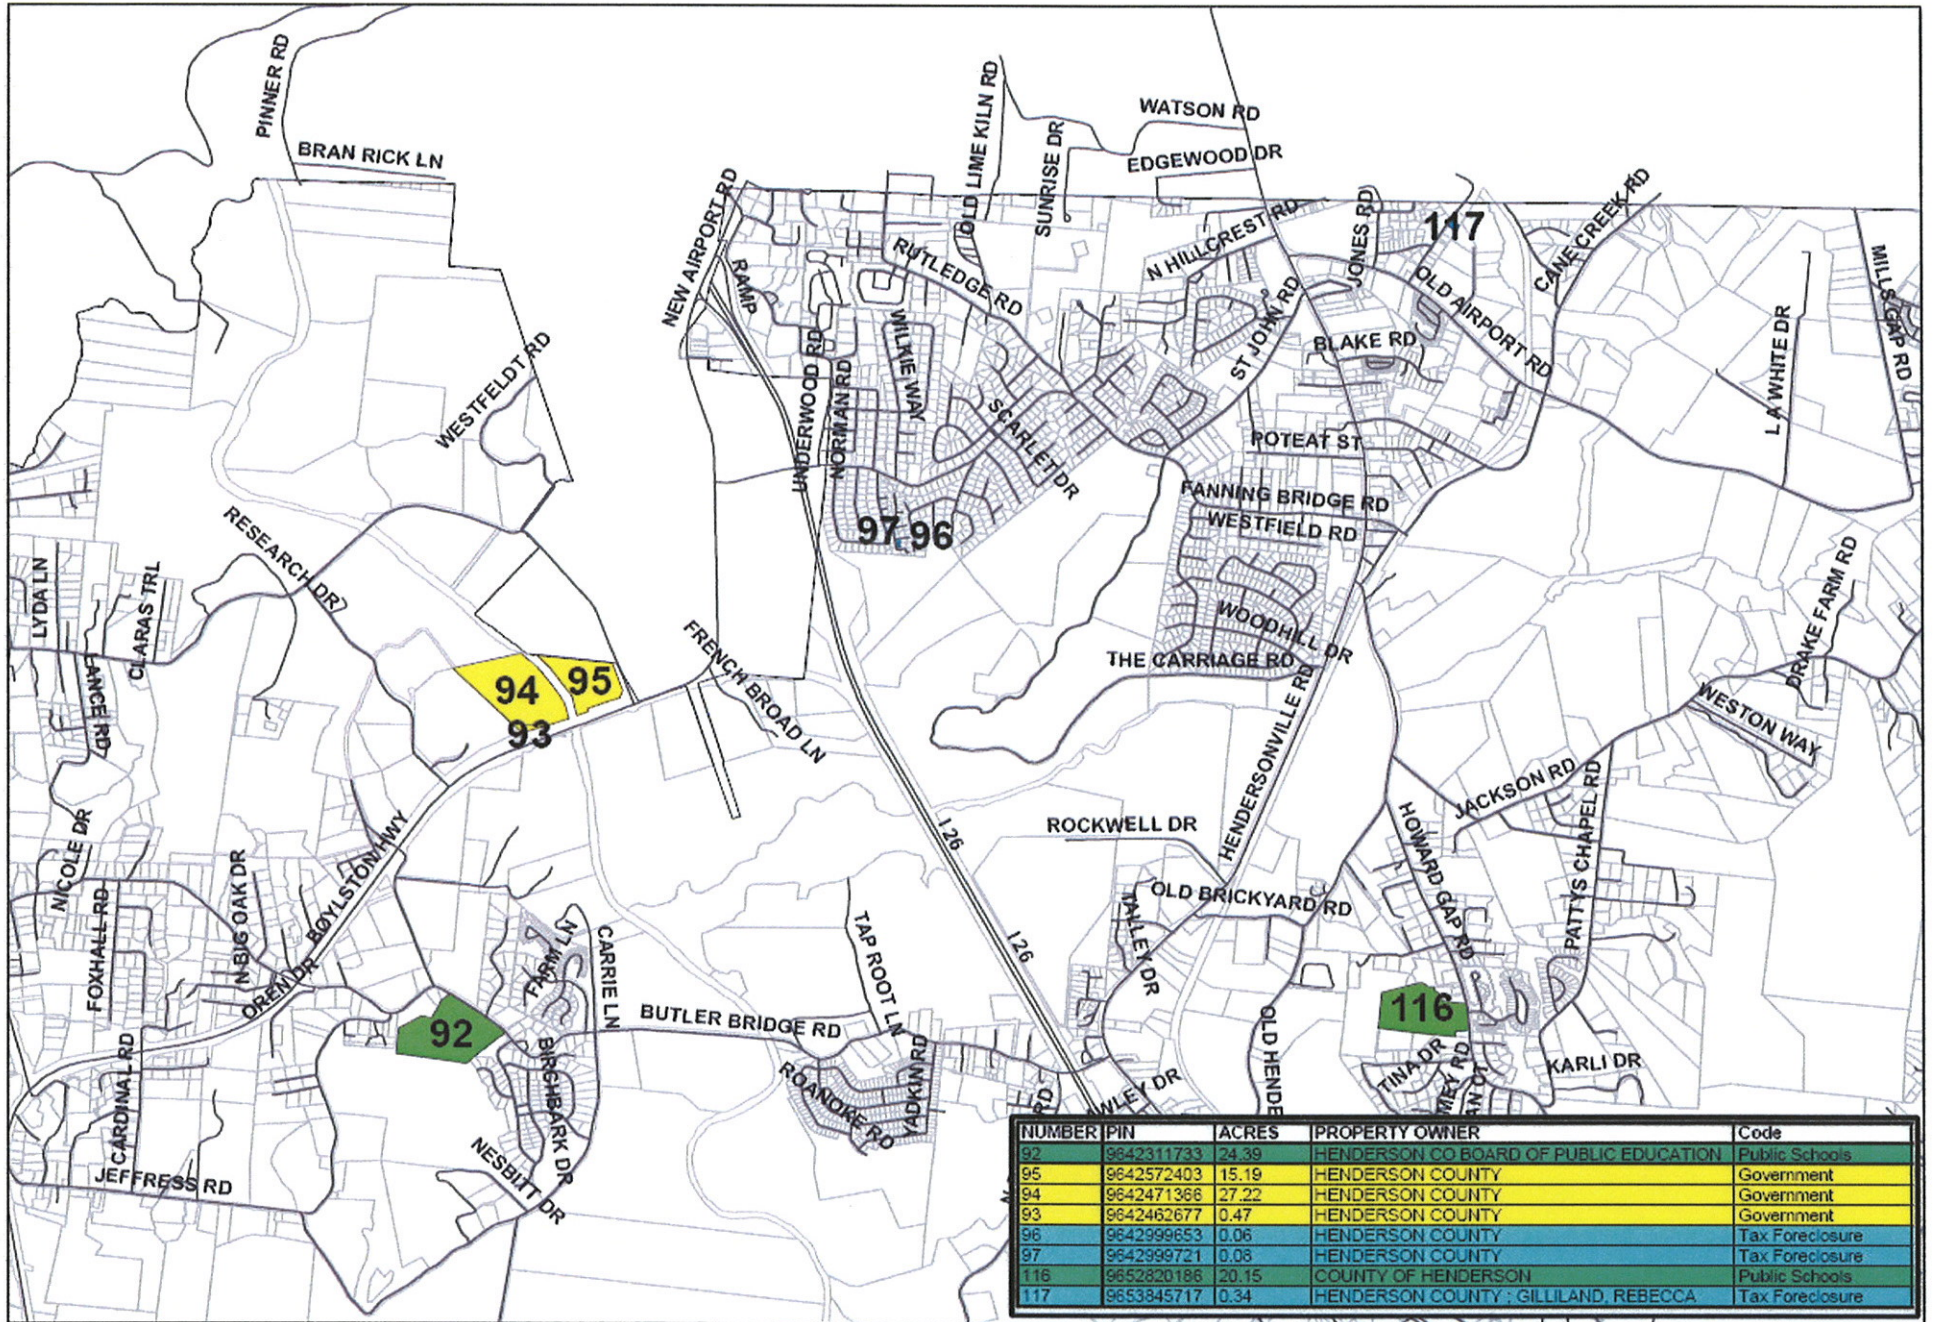 PINNER RD
BRAN RICK LN
OLD LIME KILN RD
SUNRISE DR
WATSON RD
EDGEWOOD DR
NEW AIRPORT RD
RAMP
RUTLEDGE RD
N HILLCREST RD
JONES RD
117
CANE CREEK RD
MILLS GAP RD
OLD AIRPORT RD
ST JOHN RD
BLAKE RD
L A WHITE DR
WESTFELDT RD
UNDERWOOD RD
NORMAN RD
WILKIE WAY
SCARLET DR
POTEAT ST
FANNING BRIDGE RD
WESTFIELD RD
97
96
RESEARCH DR
LYDA LN
CLARAS TRL
LANCE RD
WOODHILL DR
THE CARRIAGE RD
DRAKE FARM RD
WESTON WAY
94
95
93
FRENCH BROAD LN
HENDERSONVILLE RD
JACKSON RD
PATTYS CHAPEL RD
HOWARD GAP RD
I 26
ROCKWELL DR
NICOLE DR
FOXHALL RD
N BIG OAK DR
BOYLSTON HWY
OREN DR
OLD BRICKYARD RD
TALLEY DR
FARM LN
CARRIE LN
TAP ROOT LN
I 26
BUTLER BRIDGE RD
92
116
OLD HENDE
TINA DR
KARLI DR
MEY RD
CARDINAL RD
BIRCHBARK DR
ROANOKE RD
YADKIN RD
RD
WLEY DR
JEFFRESS RD
NESBITT DR
NUMBER PIN ACRES PROPERTY OWNER Code
92 9642311733 24.39 HENDERSON CO BOARD OF PUBLIC EDUCATION Public Schools
95 9642572403 15.19 HENDERSON COUNTY Government
94 9642471366 27.22 HENDERSON COUNTY Government
93 9642462677 0.47 HENDERSON COUNTY Government
96 9642999653 0.06 HENDERSON COUNTY Tax Foreclosure
97 9642999721 0.08 HENDERSON COUNTY Tax Foreclosure
116 9652820186 20.15 COUNTY OF HENDERSON Public Schools
117 9653845717 0.34 HENDERSON COUNTY ; GILLILAND, REBECCA Tax Foreclosure